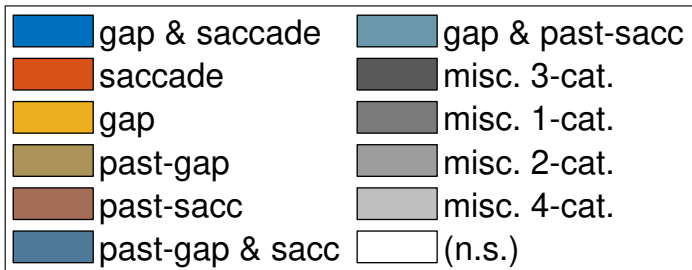 gap & saccade
saccade
gap
past-gap
past-sacc
past-gap & sacc
gap & past-sacc
misc. 3-cat.
misc. 1-cat.
misc. 2-cat.
misc. 4-cat.
(n.s.)